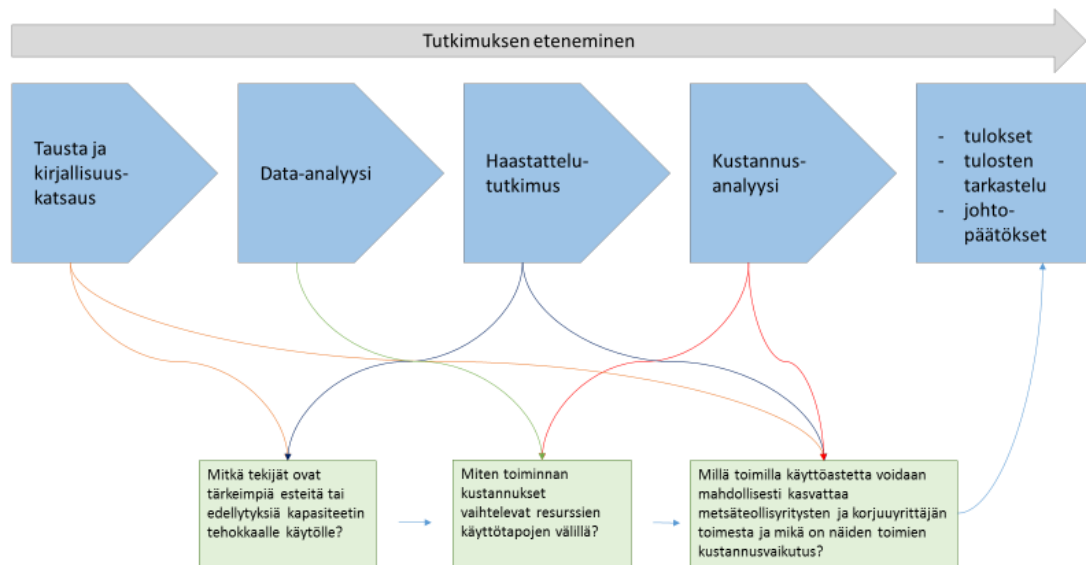 Tutkimuksen eteneminen
Tausta ja
kirjallisuus-
katsaus
Data-analyysi
Haastattelu-
tutkimus
Kustannus-
analyysi
- tulokset
- tulosten
tarkastelu
- johto-
päätökset
Mitkä tekijät ovat
tärkeimpiä esteitä tai
edellytyksiä kapasiteetin
tehokkaalle käytölle?
Miten toiminnan
kustannukset
vaihtelevat resurssien
käyttötapojen välillä?
Millä toimilla käyttöastetta voidaan
mahdollisesti kasvattaa
metsäteollisyritysten ja korjuuyrittäjän
toimesta ja mikä on näiden toimien
kustannusvaikutus?